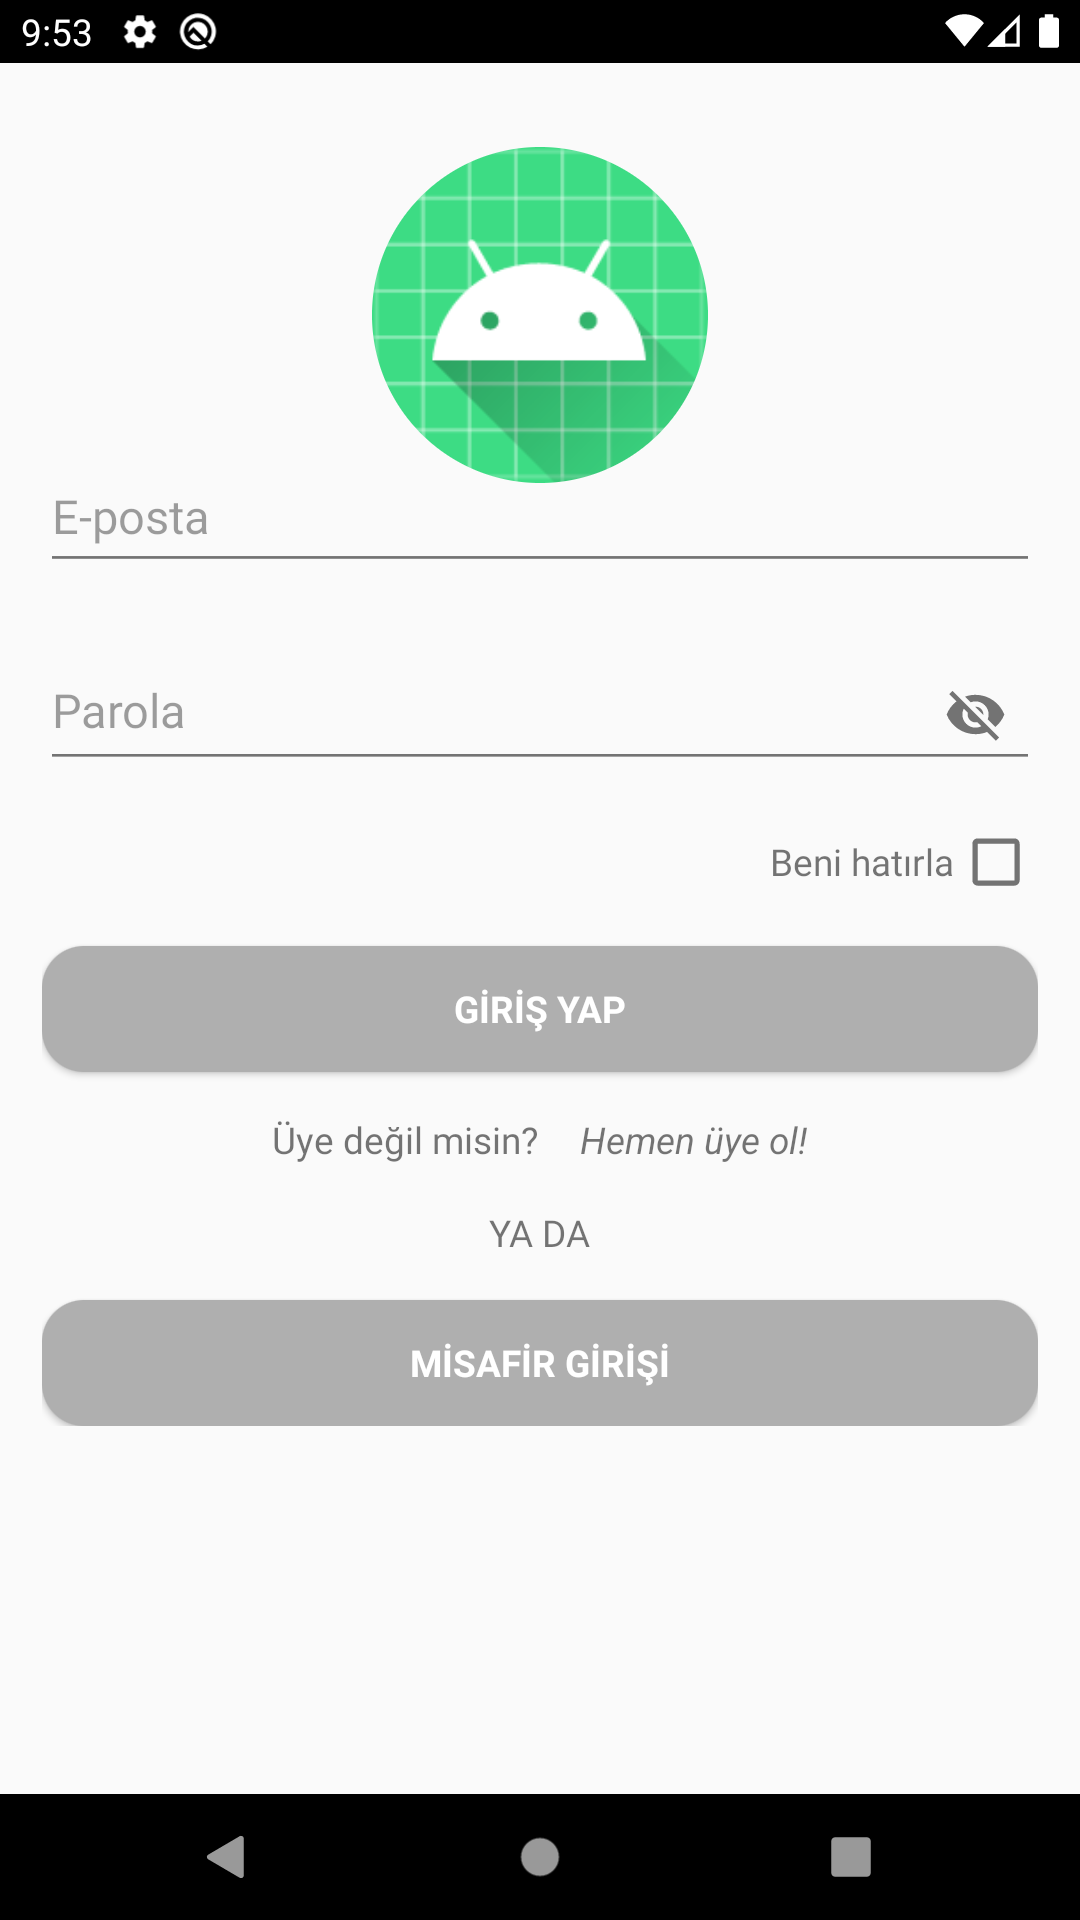 9:53
E-posta
Parola
Beni hatırla
GİRİŞ YAP
Üye değil misin? Hemen üye ol!
YA DA
MİSAFİR GİRİŞİ